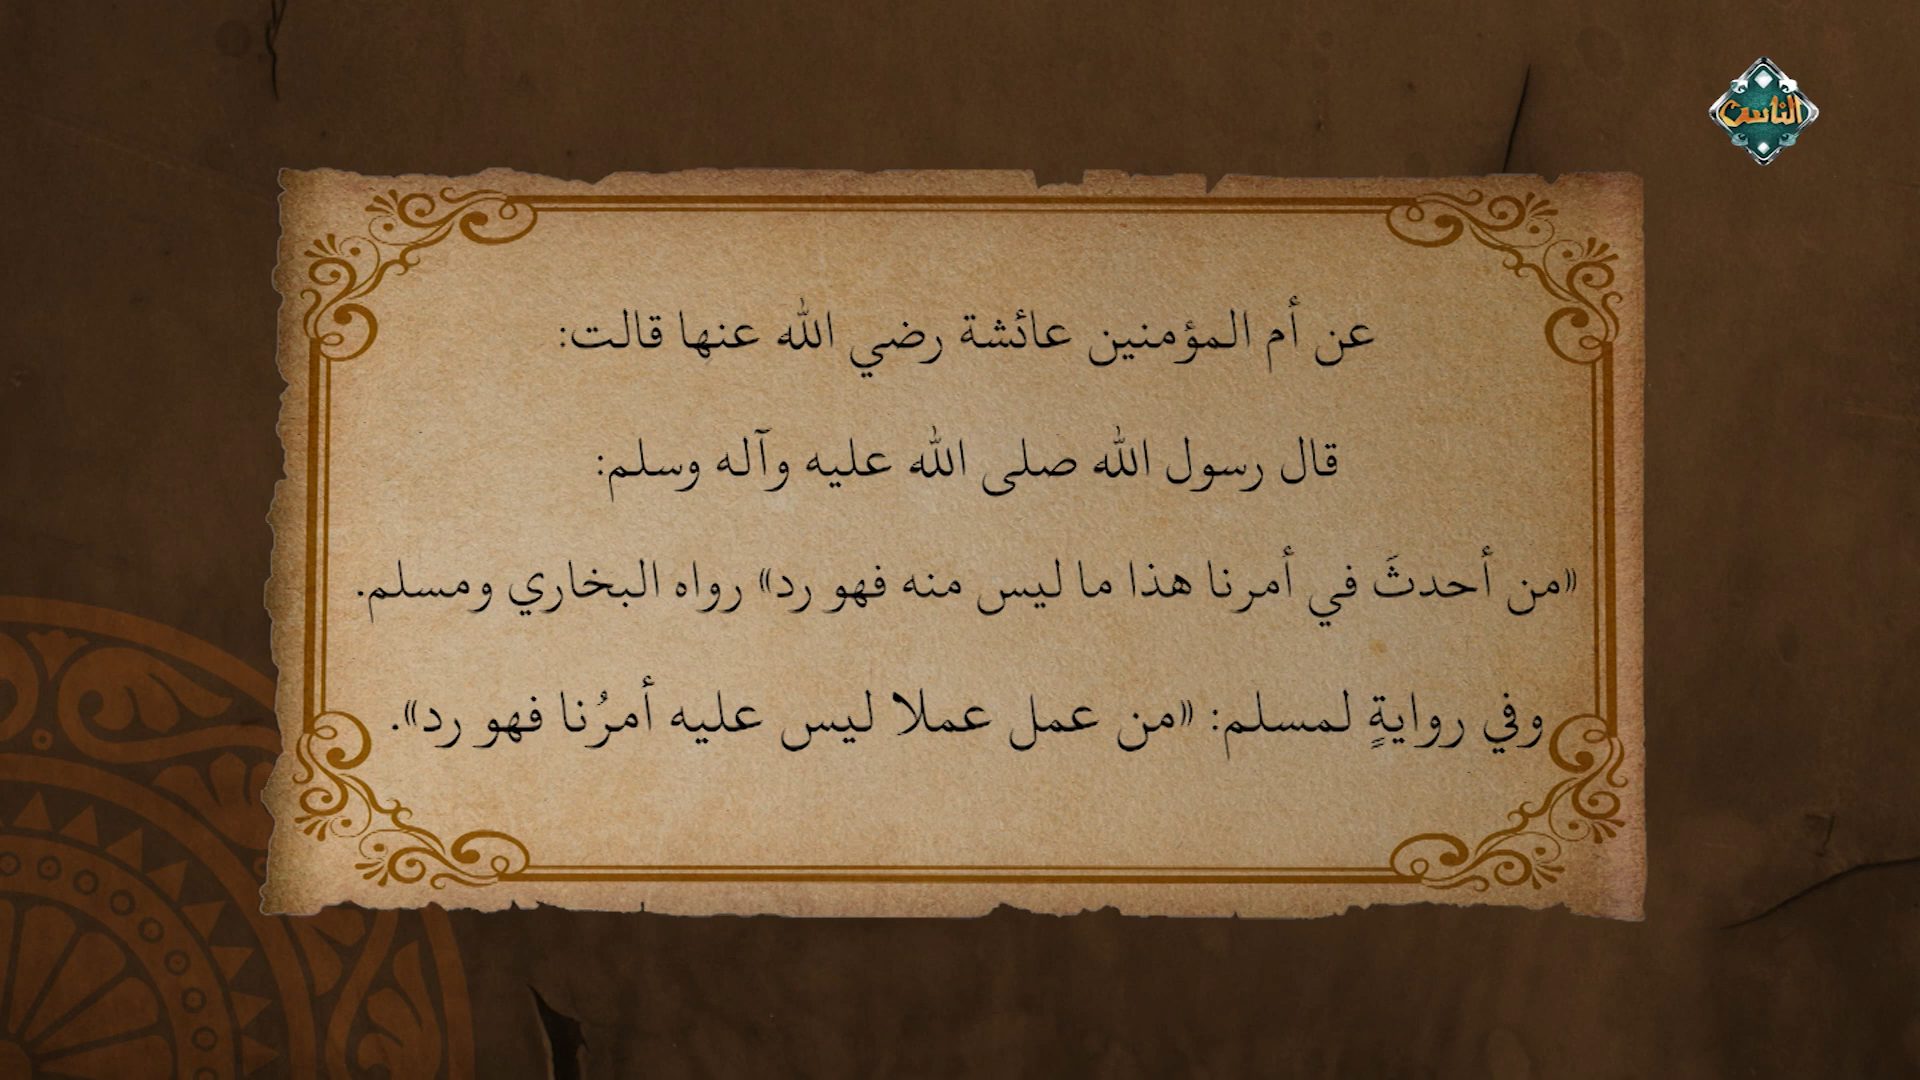 الناس
عن أم المؤمنين عائشة رضي الله عنها قالت:
قال رسول الله صلى الله عليه وآله وسلم:
«من أحدثَ في أمرنا هذا ما ليس منه فهو رد» رواه البخاري ومسلم.
وفي روايةٍ لمسلم: «من عمل عملا ليس عليه أمرُنا فهو رد».